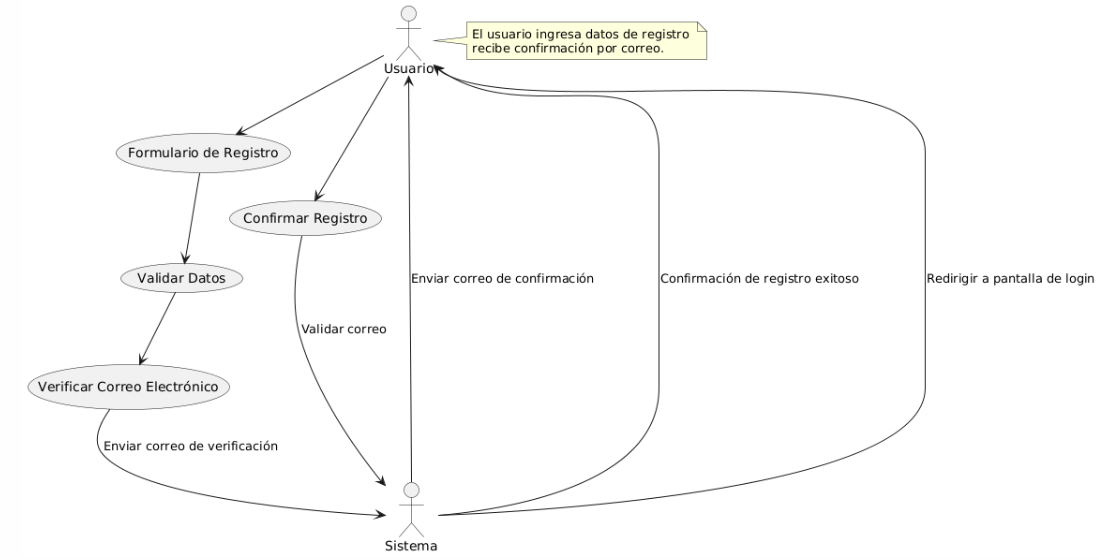 El usuario ingresa datos de registro
recibe confirmación por correo.
Usuario
Formulario de Registro
Confirmar Registro
Validar Datos
Enviar correo de confirmación
Confirmación de registro exitoso
Redirigir a pantalla de login
Validar correo
Verificar Correo Electrónico
Enviar correo de verificación
Sistema